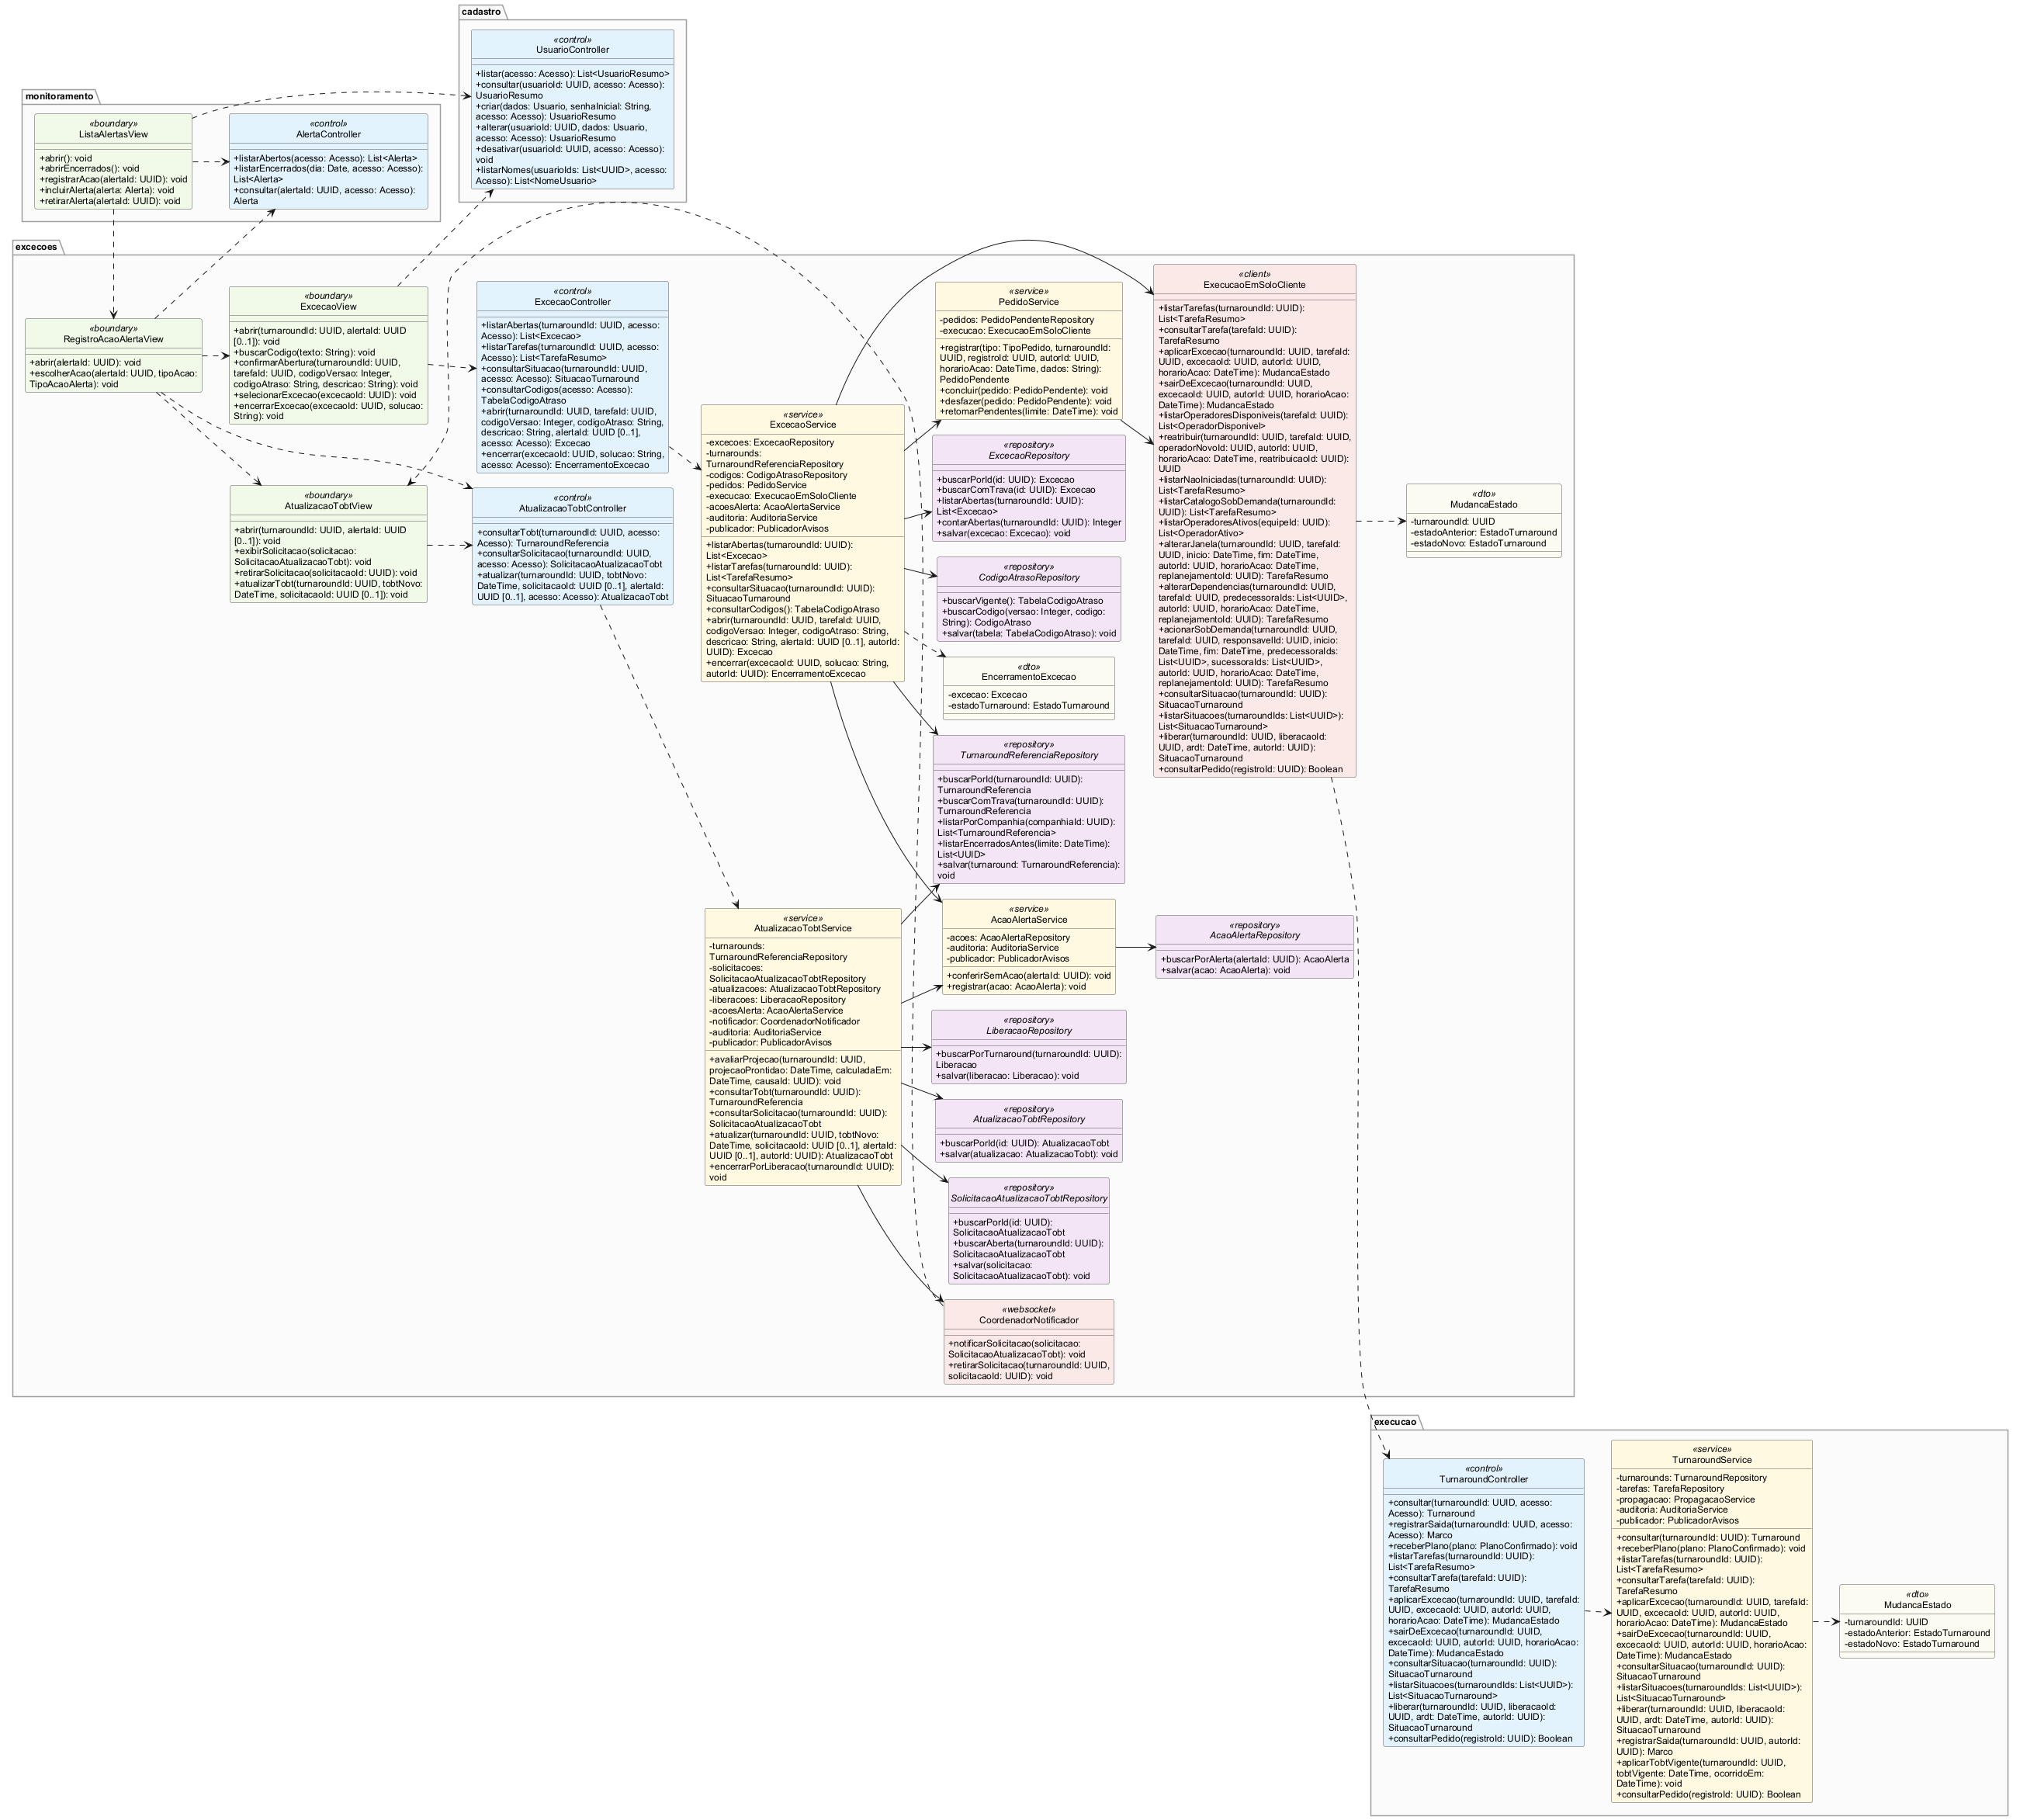 cadastro
«control»
UsuarioController
+listar(acesso: Acesso): List<UsuarioResumo>
+consultar(usuarioId: UUID, acesso: Acesso):
UsuarioResumo
+criar(dados: Usuario, senhaInicial: String,
acesso: Acesso): UsuarioResumo
+alterar(usuarioId: UUID, dados: Usuario,
acesso: Acesso): UsuarioResumo
+desativar(usuarioId: UUID, acesso: Acesso):
void
+listarNomes(usuarioIds: List<UUID>, acesso:
Acesso): List<NomeUsuario>
monitoramento
«boundary»
ListaAlertasView
+abrir(): void
+abrirEncerrados(): void
+registrarAcao(alertaId: UUID): void
+incluirAlerta(alerta: Alerta): void
+retirarAlerta(alertaId: UUID): void
«control»
AlertaController
+listarAbertos(acesso: Acesso): List<Alerta>
+listarEncerrados(dia: Date, acesso: Acesso):
List<Alerta>
+consultar(alertaId: UUID, acesso: Acesso):
Alerta
excecoes
«boundary»
RegistroAcaoAlertaView
+abrir(alertaId: UUID): void
+escolherAcao(alertaId: UUID, tipoAcao:
TipoAcaoAlerta): void
«boundary»
ExcecaoView
+abrir(turnaroundId: UUID, alertaId: UUID
[0..1]): void
+buscarCodigo(texto: String): void
+confirmarAbertura(turnaroundId: UUID,
tarefaId: UUID, codigoVersao: Integer,
codigoAtraso: String, descricao: String): void
+selecionarExcecao(excecaoId: UUID): void
+encerrarExcecao(excecaoId: UUID, solucao:
String): void
«boundary»
AtualizacaoTobtView
+abrir(turnaroundId: UUID, alertaId: UUID
[0..1]): void
+exibirSolicitacao(solicitacao:
SolicitacaoAtualizacaoTobt): void
+retirarSolicitacao(solicitacaoId: UUID): void
+atualizarTobt(turnaroundId: UUID, tobtNovo:
DateTime, solicitacaoId: UUID [0..1]): void
«control»
ExcecaoController
+listarAbertas(turnaroundId: UUID, acesso:
Acesso): List<Excecao>
+listarTarefas(turnaroundId: UUID, acesso:
Acesso): List<TarefaResumo>
+consultarSituacao(turnaroundId: UUID,
acesso: Acesso): SituacaoTurnaround
+consultarCodigos(acesso: Acesso):
TabelaCodigoAtraso
+abrir(turnaroundId: UUID, tarefaId: UUID,
codigoVersao: Integer, codigoAtraso: String,
descricao: String, alertaId: UUID [0..1],
acesso: Acesso): Excecao
+encerrar(excecaoId: UUID, solucao: String,
acesso: Acesso): EncerramentoExcecao
«control»
AtualizacaoTobtController
+consultarTobt(turnaroundId: UUID, acesso:
Acesso): TurnaroundReferencia
+consultarSolicitacao(turnaroundId: UUID,
acesso: Acesso): SolicitacaoAtualizacaoTobt
+atualizar(turnaroundId: UUID, tobtNovo:
DateTime, solicitacaoId: UUID [0..1], alertaId:
UUID [0..1], acesso: Acesso): AtualizacaoTobt
«service»
ExcecaoService
-excecoes: ExcecaoRepository
-turnarounds:
TurnaroundReferenciaRepository
-codigos: CodigoAtrasoRepository
-pedidos: PedidoService
-execucao: ExecucaoEmSoloCliente
-acoesAlerta: AcaoAlertaService
-auditoria: AuditoriaService
-publicador: PublicadorAvisos
+listarAbertas(turnaroundId: UUID):
List<Excecao>
+listarTarefas(turnaroundId: UUID):
List<TarefaResumo>
+consultarSituacao(turnaroundId: UUID):
SituacaoTurnaround
+consultarCodigos(): TabelaCodigoAtraso
+abrir(turnaroundId: UUID, tarefaId: UUID,
codigoVersao: Integer, codigoAtraso: String,
descricao: String, alertaId: UUID [0..1], autorId:
UUID): Excecao
+encerrar(excecaoId: UUID, solucao: String,
autorId: UUID): EncerramentoExcecao
«service»
AtualizacaoTobtService
-turnarounds:
TurnaroundReferenciaRepository
-solicitacoes:
SolicitacaoAtualizacaoTobtRepository
-atualizacoes: AtualizacaoTobtRepository
-liberacoes: LiberacaoRepository
-acoesAlerta: AcaoAlertaService
-notificador: CoordenadorNotificador
-auditoria: AuditoriaService
-publicador: PublicadorAvisos
+avaliarProjecao(turnaroundId: UUID,
projecaoProntidao: DateTime, calculadaEm:
DateTime, causaId: UUID): void
+consultarTobt(turnaroundId: UUID):
TurnaroundReferencia
+consultarSolicitacao(turnaroundId: UUID):
SolicitacaoAtualizacaoTobt
+atualizar(turnaroundId: UUID, tobtNovo:
DateTime, solicitacaoId: UUID [0..1], alertaId:
UUID [0..1], autorId: UUID): AtualizacaoTobt
+encerrarPorLiberacao(turnaroundId: UUID):
void
«service»
PedidoService
-pedidos: PedidoPendenteRepository
-execucao: ExecucaoEmSoloCliente
+registrar(tipo: TipoPedido, turnaroundId:
UUID, registroId: UUID, autorId: UUID,
horarioAcao: DateTime, dados: String):
PedidoPendente
+concluir(pedido: PedidoPendente): void
+desfazer(pedido: PedidoPendente): void
+retomarPendentes(limite: DateTime): void
«repository»
ExcecaoRepository
+buscarPorId(id: UUID): Excecao
+buscarComTrava(id: UUID): Excecao
+listarAbertas(turnaroundId: UUID):
List<Excecao>
+contarAbertas(turnaroundId: UUID): Integer
+salvar(excecao: Excecao): void
«repository»
CodigoAtrasoRepository
+buscarVigente(): TabelaCodigoAtraso
+buscarCodigo(versao: Integer, codigo:
String): CodigoAtraso
+salvar(tabela: TabelaCodigoAtraso): void
«dto»
EncerramentoExcecao
-excecao: Excecao
-estadoTurnaround: EstadoTurnaround
«repository»
TurnaroundReferenciaRepository
+buscarPorId(turnaroundId: UUID):
TurnaroundReferencia
+buscarComTrava(turnaroundId: UUID):
TurnaroundReferencia
+listarPorCompanhia(companhiaId: UUID):
List<TurnaroundReferencia>
+listarEncerradosAntes(limite: DateTime):
List<UUID>
+salvar(turnaround: TurnaroundReferencia):
void
«service»
AcaoAlertaService
-acoes: AcaoAlertaRepository
-auditoria: AuditoriaService
-publicador: PublicadorAvisos
+conferirSemAcao(alertaId: UUID): void
+registrar(acao: AcaoAlerta): void
«repository»
LiberacaoRepository
+buscarPorTurnaround(turnaroundId: UUID):
Liberacao
+salvar(liberacao: Liberacao): void
«repository»
AtualizacaoTobtRepository
+buscarPorId(id: UUID): AtualizacaoTobt
+salvar(atualizacao: AtualizacaoTobt): void
«repository»
SolicitacaoAtualizacaoTobtRepository
+buscarPorId(id: UUID):
SolicitacaoAtualizacaoTobt
+buscarAberta(turnaroundId: UUID):
SolicitacaoAtualizacaoTobt
+salvar(solicitacao:
SolicitacaoAtualizacaoTobt): void
«websocket»
CoordenadorNotificador
+notificarSolicitacao(solicitacao:
SolicitacaoAtualizacaoTobt): void
+retirarSolicitacao(turnaroundId: UUID,
solicitacaoId: UUID): void
«client»
ExecucaoEmSoloCliente
+listarTarefas(turnaroundId: UUID):
List<TarefaResumo>
+consultarTarefa(tarefaId: UUID):
TarefaResumo
+aplicarExcecao(turnaroundId: UUID, tarefaId:
UUID, excecaoId: UUID, autorId: UUID,
horarioAcao: DateTime): MudancaEstado
+sairDeExcecao(turnaroundId: UUID,
excecaoId: UUID, autorId: UUID, horarioAcao:
DateTime): MudancaEstado
+listarOperadoresDisponiveis(tarefaId: UUID):
List<OperadorDisponivel>
+reatribuir(turnaroundId: UUID, tarefaId: UUID,
operadorNovoId: UUID, autorId: UUID,
horarioAcao: DateTime, reatribuicaoId: UUID):
UUID
+listarNaoIniciadas(turnaroundId: UUID):
List<TarefaResumo>
+listarCatalogoSobDemanda(turnaroundId:
UUID): List<TarefaResumo>
+listarOperadoresAtivos(equipeId: UUID):
List<OperadorAtivo>
+alterarJanela(turnaroundId: UUID, tarefaId:
UUID, inicio: DateTime, fim: DateTime,
autorId: UUID, horarioAcao: DateTime,
replanejamentoId: UUID): TarefaResumo
+alterarDependencias(turnaroundId: UUID,
tarefaId: UUID, predecessoraIds: List<UUID>,
autorId: UUID, horarioAcao: DateTime,
replanejamentoId: UUID): TarefaResumo
+acionarSobDemanda(turnaroundId: UUID,
tarefaId: UUID, responsavelId: UUID, inicio:
DateTime, fim: DateTime, predecessoraIds:
List<UUID>, sucessoraIds: List<UUID>,
autorId: UUID, horarioAcao: DateTime,
replanejamentoId: UUID): TarefaResumo
+consultarSituacao(turnaroundId: UUID):
SituacaoTurnaround
+listarSituacoes(turnaroundIds: List<UUID>):
List<SituacaoTurnaround>
+liberar(turnaroundId: UUID, liberacaoId:
UUID, ardt: DateTime, autorId: UUID):
SituacaoTurnaround
+consultarPedido(registroId: UUID): Boolean
«repository»
AcaoAlertaRepository
+buscarPorAlerta(alertaId: UUID): AcaoAlerta
+salvar(acao: AcaoAlerta): void
«dto»
MudancaEstado
-turnaroundId: UUID
-estadoAnterior: EstadoTurnaround
-estadoNovo: EstadoTurnaround
execucao
«control»
TurnaroundController
+consultar(turnaroundId: UUID, acesso:
Acesso): Turnaround
+registrarSaida(turnaroundId: UUID, acesso:
Acesso): Marco
+receberPlano(plano: PlanoConfirmado): void
+listarTarefas(turnaroundId: UUID):
List<TarefaResumo>
+consultarTarefa(tarefaId: UUID):
TarefaResumo
+aplicarExcecao(turnaroundId: UUID, tarefaId:
UUID, excecaoId: UUID, autorId: UUID,
horarioAcao: DateTime): MudancaEstado
+sairDeExcecao(turnaroundId: UUID,
excecaoId: UUID, autorId: UUID, horarioAcao:
DateTime): MudancaEstado
+consultarSituacao(turnaroundId: UUID):
SituacaoTurnaround
+listarSituacoes(turnaroundIds: List<UUID>):
List<SituacaoTurnaround>
+liberar(turnaroundId: UUID, liberacaoId:
UUID, ardt: DateTime, autorId: UUID):
SituacaoTurnaround
+consultarPedido(registroId: UUID): Boolean
«service»
TurnaroundService
-turnarounds: TurnaroundRepository
-tarefas: TarefaRepository
-propagacao: PropagacaoService
-auditoria: AuditoriaService
-publicador: PublicadorAvisos
+consultar(turnaroundId: UUID): Turnaround
+receberPlano(plano: PlanoConfirmado): void
+listarTarefas(turnaroundId: UUID):
List<TarefaResumo>
+consultarTarefa(tarefaId: UUID):
TarefaResumo
+aplicarExcecao(turnaroundId: UUID, tarefaId:
UUID, excecaoId: UUID, autorId: UUID,
horarioAcao: DateTime): MudancaEstado
+sairDeExcecao(turnaroundId: UUID,
excecaoId: UUID, autorId: UUID, horarioAcao:
DateTime): MudancaEstado
+consultarSituacao(turnaroundId: UUID):
SituacaoTurnaround
+listarSituacoes(turnaroundIds: List<UUID>):
List<SituacaoTurnaround>
+liberar(turnaroundId: UUID, liberacaoId:
UUID, ardt: DateTime, autorId: UUID):
SituacaoTurnaround
+registrarSaida(turnaroundId: UUID, autorId:
UUID): Marco
+aplicarTobtVigente(turnaroundId: UUID,
tobtVigente: DateTime, ocorridoEm:
DateTime): void
+consultarPedido(registroId: UUID): Boolean
«dto»
MudancaEstado
-turnaroundId: UUID
-estadoAnterior: EstadoTurnaround
-estadoNovo: EstadoTurnaround